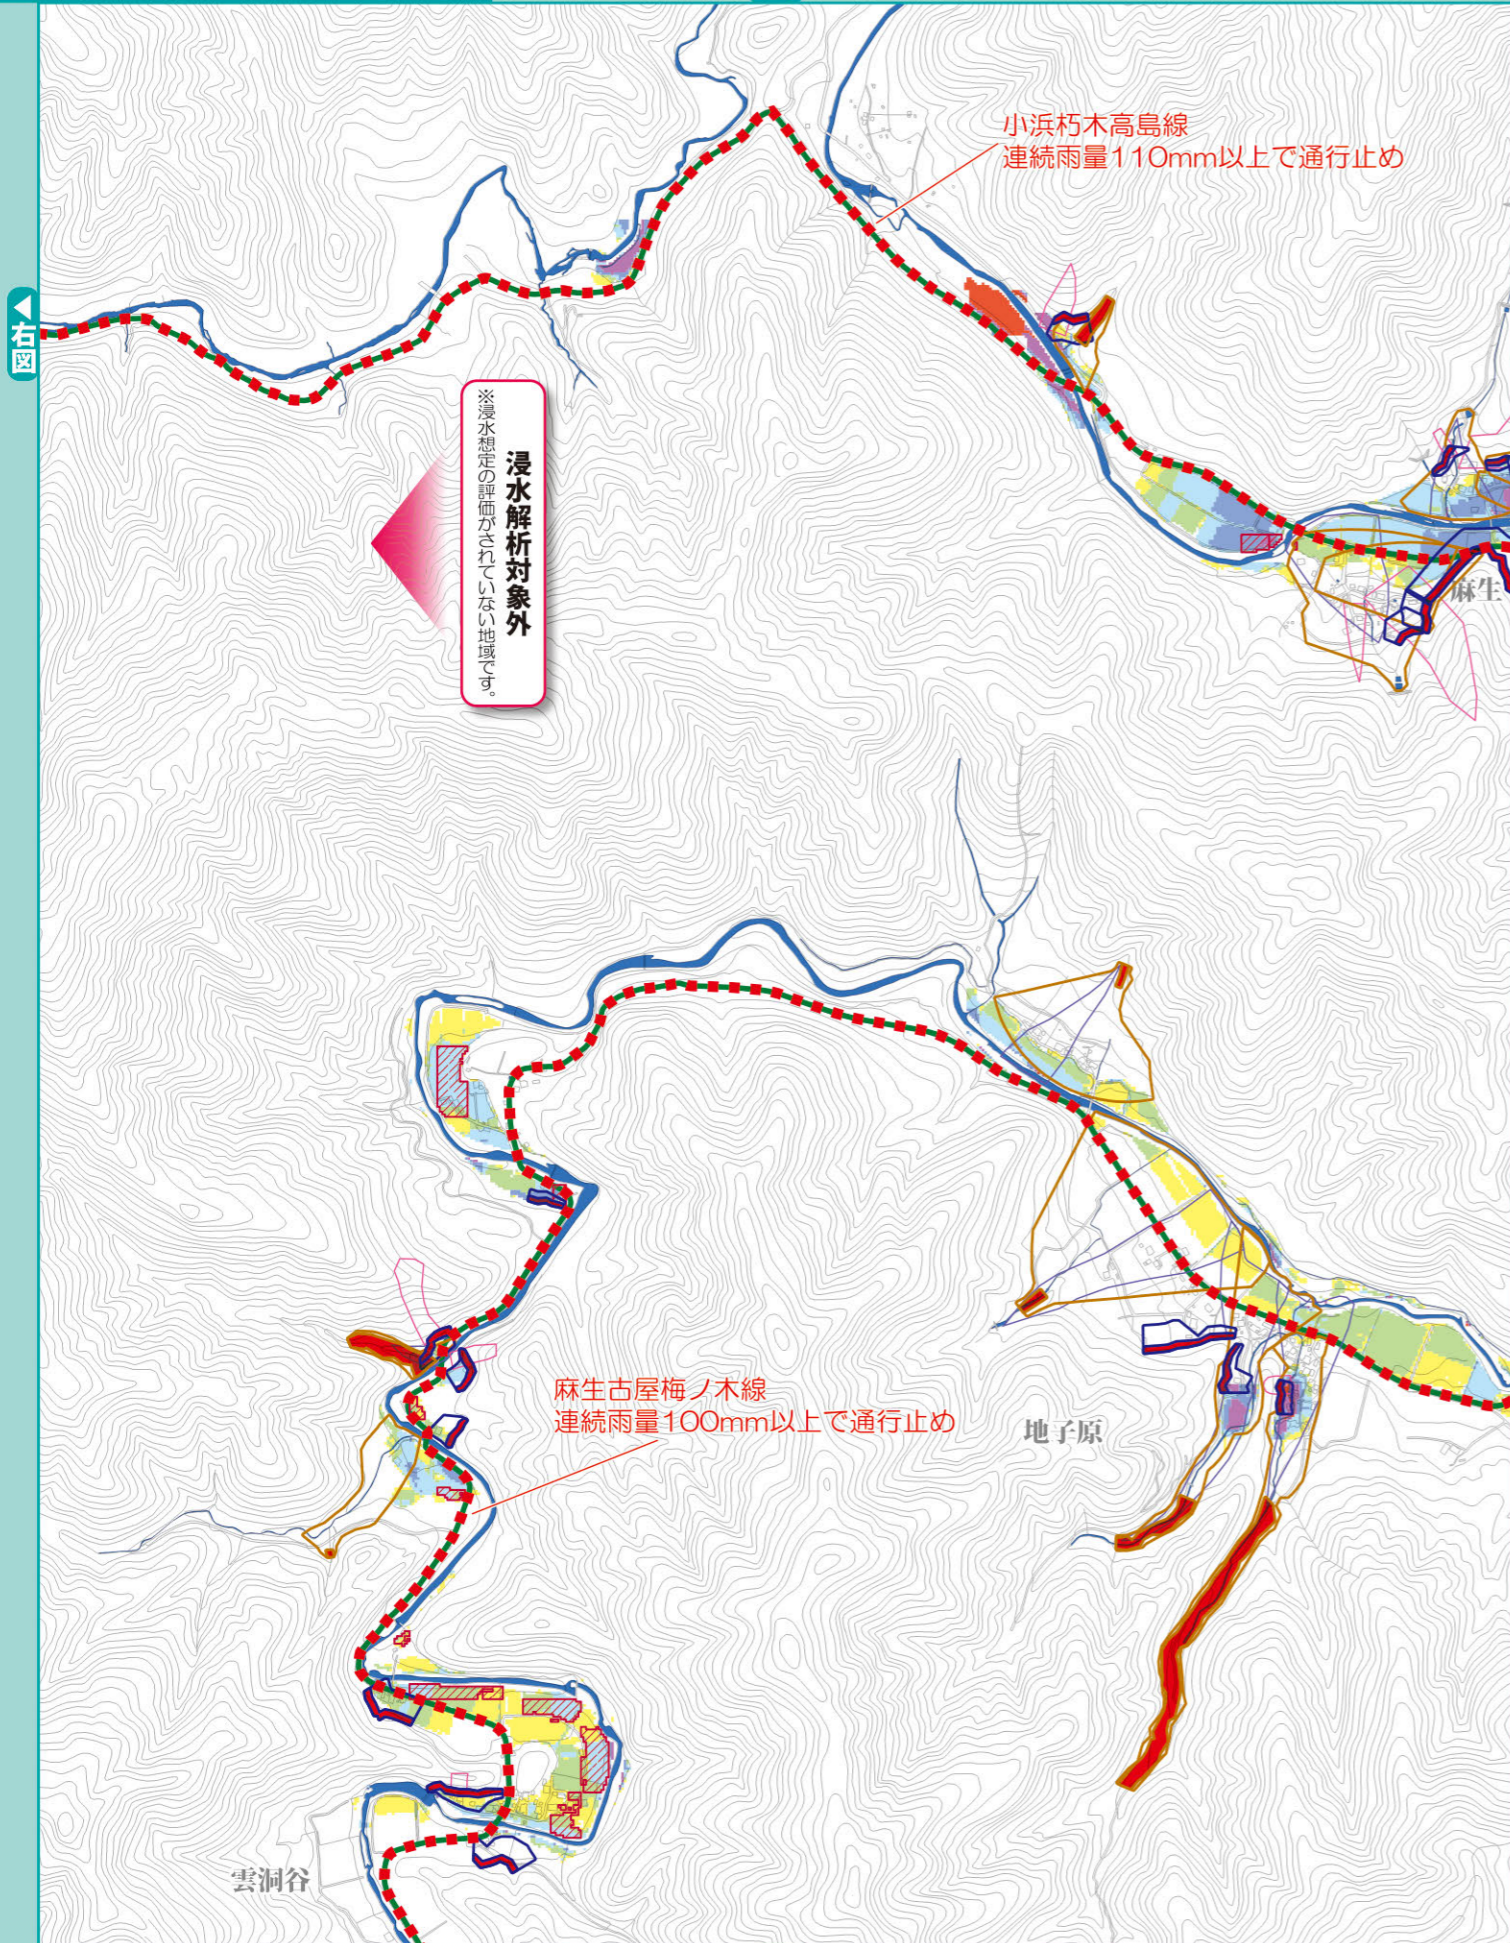 小浜朽木高島線
連続雨量110mm以上で通行止め
◀右図
浸水解析対象外
※浸水想定の評価がされていない地域です。
麻生
麻生古屋梅ノ木線
連続雨量100mm以上で通行止め
地子原
雲洞谷